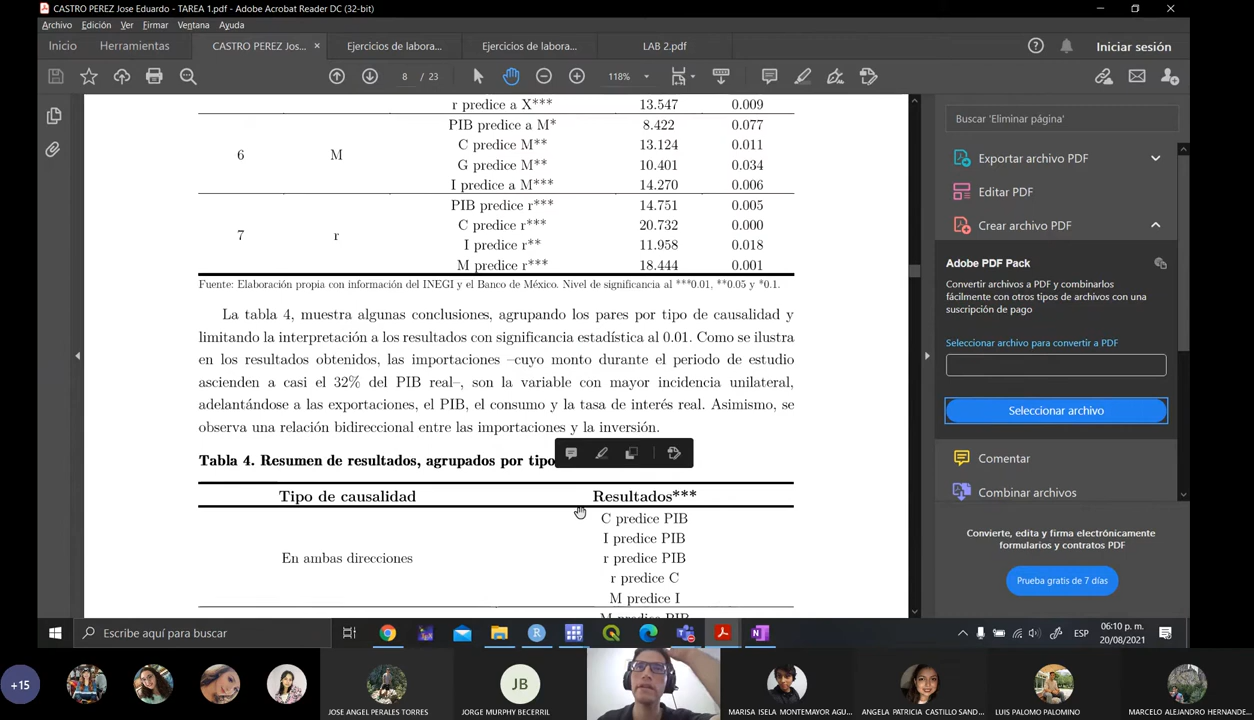 CASTRO PEREZ Jose Eduardo - TAREA 1.pdf - Adobe Acrobat Reader DC (32-bit)
Archivo Edición Ver Firmar Ventana Ayuda
Inicio Herramientas CASTRO PEREZ Jos... × Ejercicios de labora... Ejercicios de labora... LAB 2.pdf Iniciar sesión
8 / 23 118%
r predice a X*** 13.547 0.009
PIB predice a M* 8.422 0.077
C predice M** 13.124 0.011
6 M
G predice M** 10.401 0.034
I predice a M*** 14.270 0.006
PIB predice r*** 14.751 0.005
C predice r*** 20.732 0.000
7 r
I predice r** 11.958 0.018
M predice r*** 18.444 0.001
Fuente: Elaboración propia con información del INEGI y el Banco de México. Nivel de significancia al ***0.01, **0.05 y *0.1.
La tabla 4, muestra algunas conclusiones, agrupando los pares por tipo de causalidad y
limitando la interpretación a los resultados con significancia estadística al 0.01. Como se ilustra
en los resultados obtenidos, las importaciones –cuyo monto durante el periodo de estudio
ascienden a casi el 32% del PIB real–, son la variable con mayor incidencia unilateral,
adelantándose a las exportaciones, el PIB, el consumo y la tasa de interés real. Asimismo, se
observa una relación bidireccional entre las importaciones y la inversión.
Tabla 4. Resumen de resultados, agrupados por tipo
Tipo de causalidad Resultados***
C predice PIB
I predice PIB
En ambas direcciones r predice PIB
r predice C
M predice I
M predice PIB
Buscar 'Eliminar página'
Exportar archivo PDF
Editar PDF
Crear archivo PDF
Adobe PDF Pack
Convertir archivos a PDF y combinarlos
fácilmente con otros tipos de archivos con una
suscripción de pago
Seleccionar archivo para convertir a PDF
Seleccionar archivo
Comentar
Combinar archivos
Convierte, edita y firma electrónicamente
formularios y contratos PDF
Prueba gratis de 7 días
Escribe aquí para buscar
ESP
06:10 p. m.
20/08/2021
+15
JOSE ANGEL PERALES TORRES
JB
JORGE MURPHY BECERRIL
MARISA ISELA MONTEMAYOR AGU...
ANGELA PATRICIA CASTILLO SAND...
LUIS PALOMO PALOMINO
MARCELO ALEJANDRO HERNANDE...